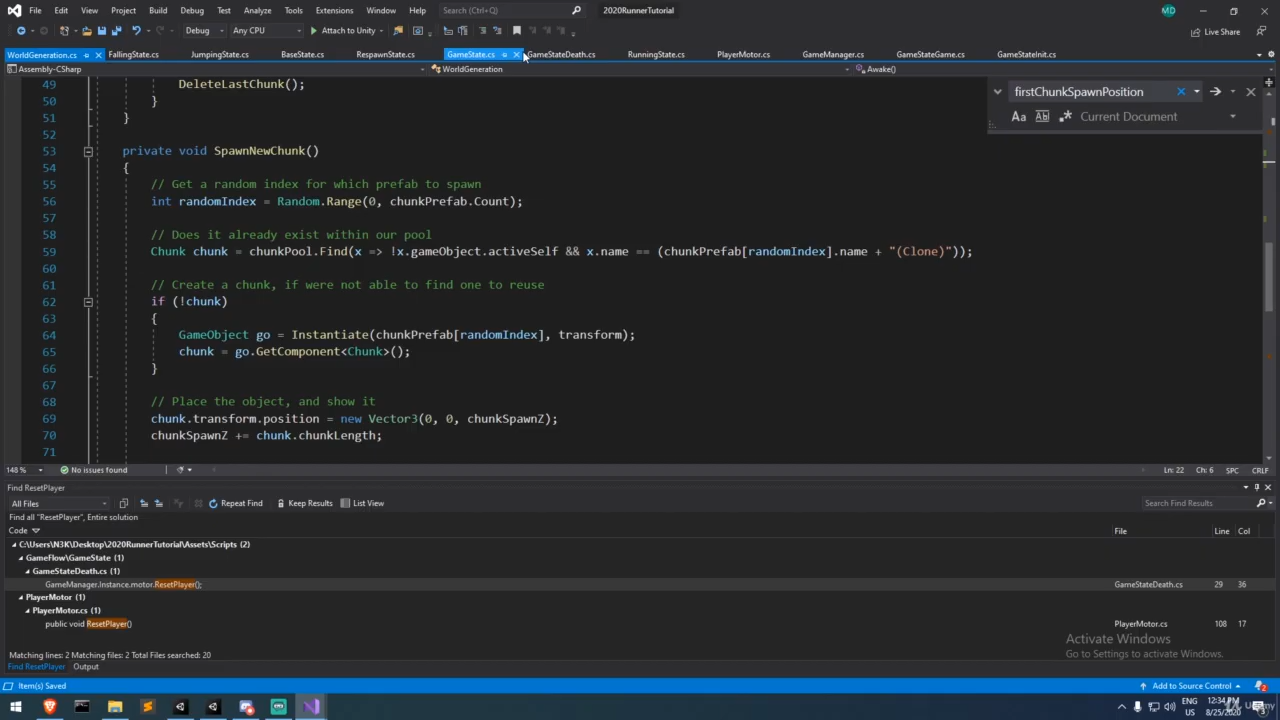 File Edit View Project Build Debug Test Analyze Tools Extensions Window Help Search (Ctrl+Q) 2020RunnerTutorial MD
Debug Any CPU Attach to Unity Live Share
WorldGeneration.cs FallingState.cs JumpingState.cs BaseState.cs RespawnState.cs GameState.cs GameStateDeath.cs RunningState.cs PlayerMotor.cs GameManager.cs GameStateGame.cs GameStateInit.cs
Assembly-CSharp WorldGeneration Awake()
firstChunkSpawnPosition
Aa Ab Current Document
49 DeleteLastChunk();
50 }
51 }
52
53 private void SpawnNewChunk()
54 {
55 // Get a random index for which prefab to spawn
56 int randomIndex = Random.Range(0, chunkPrefab.Count);
57
58 // Does it already exist within our pool
59 Chunk chunk = chunkPool.Find(x => !x.gameObject.activeSelf && x.name == (chunkPrefab[randomIndex].name + "(Clone)"));
60
61 // Create a chunk, if were not able to find one to reuse
62 if (!chunk)
63 {
64 GameObject go = Instantiate(chunkPrefab[randomIndex], transform);
65 chunk = go.GetComponent<Chunk>();
66 }
67
68 // Place the object, and show it
69 chunk.transform.position = new Vector3(0, 0, chunkSpawnZ);
70 chunkSpawnZ += chunk.chunkLength;
71
148 % No issues found Ln: 22 Ch: 6 SPC CRLF
Find ResetPlayer
All Files Repeat Find Keep Results List View Search Find Results
Find all "ResetPlayer", Entire solution
Code File Line Col
C:\Users\N3K\Desktop\2020RunnerTutorial\Assets\Scripts (2)
GameFlow\GameState (1)
GameStateDeath.cs (1)
GameManager.Instance.motor.ResetPlayer(); GameStateDeath.cs 29 36
PlayerMotor (1)
PlayerMotor.cs (1)
public void ResetPlayer() PlayerMotor.cs 108 17
Activate Windows
Go to Settings to activate Windows.
Matching lines: 2 Matching files: 2 Total files searched: 20
Find ResetPlayer Output
Item(s) Saved Add to Source Control 2
12:34 PM
8/25/2020
Udemy